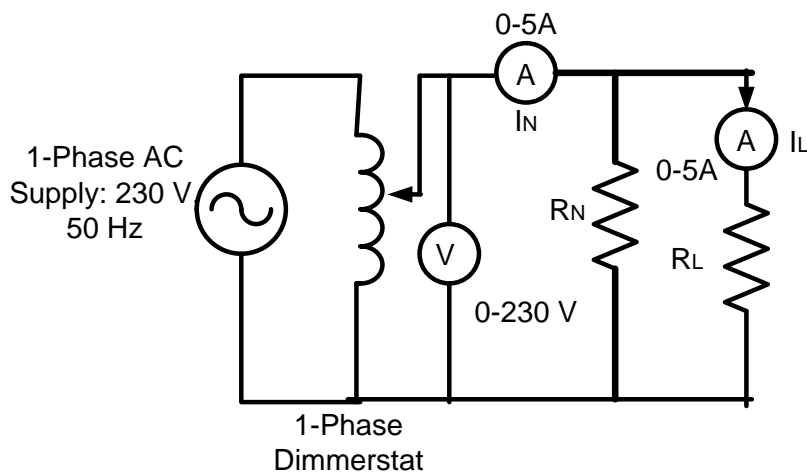 0-5A
A
IN
1-Phase AC
Supply: 230 V,
50 Hz
A
IL
0-5A
RN
RL
V
0-230 V
1-Phase
Dimmerstat